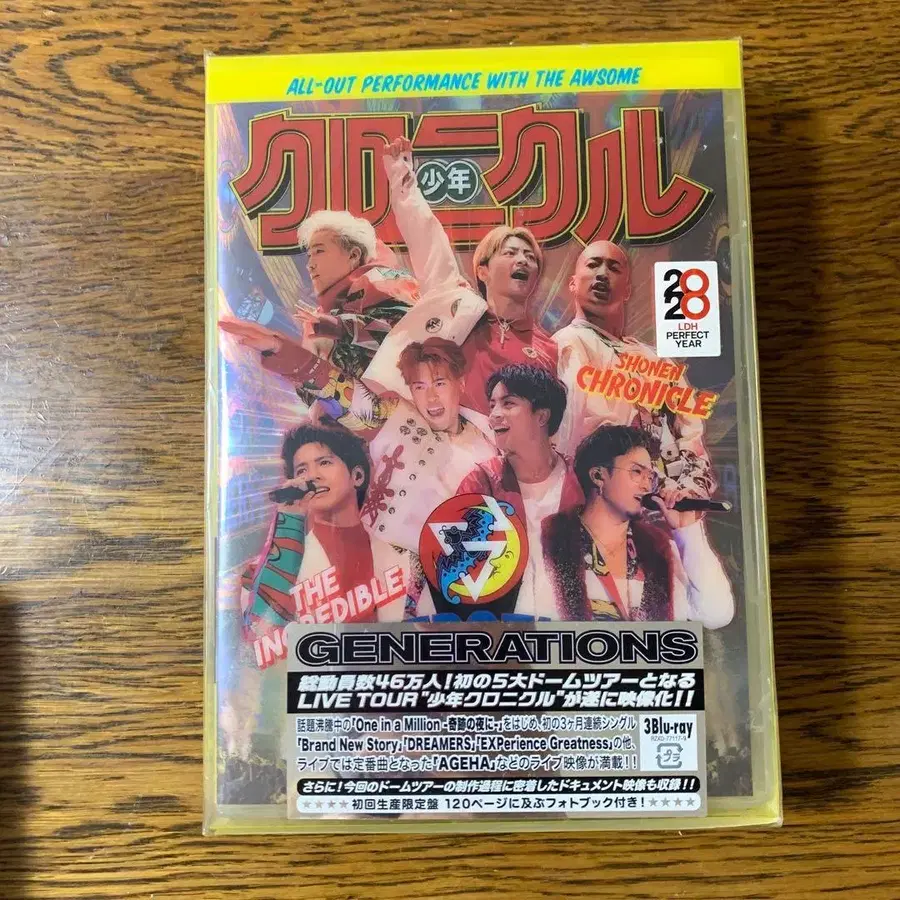 ALL-OUT PERFORMANCE WITH THE AWSOME
少年
クロニクル
2028
LDH
PERFECT
YEAR
SHONEN
CHRONICLE
THE
INCREDIBLE
GENERATIONS
総動員数46万人！初の5大ドームツアーとなる
LIVE TOUR "少年クロニクル"が遂に映像化！！
話題沸騰中の「One in a Million -奇跡の夜に-」をはじめ、初の3ヶ月連続シングル
「Brand New Story」「DREAMERS」「EXPerience Greatness」の他、
ライブでは定番曲となった「AGEHA」などのライブ映像が満載！！
3Blu-ray
RZXD-77117~9
プラ
さらに！今回のドームツアーの制作過程に密着したドキュメント映像も収録！！
★★★★ 初回生産限定盤 120ページに及ぶフォトブック付き！ ★★★★